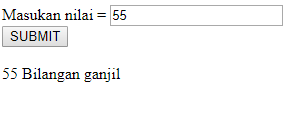 Masukan nilai = 55
SUBMIT
55 Bilangan ganjil